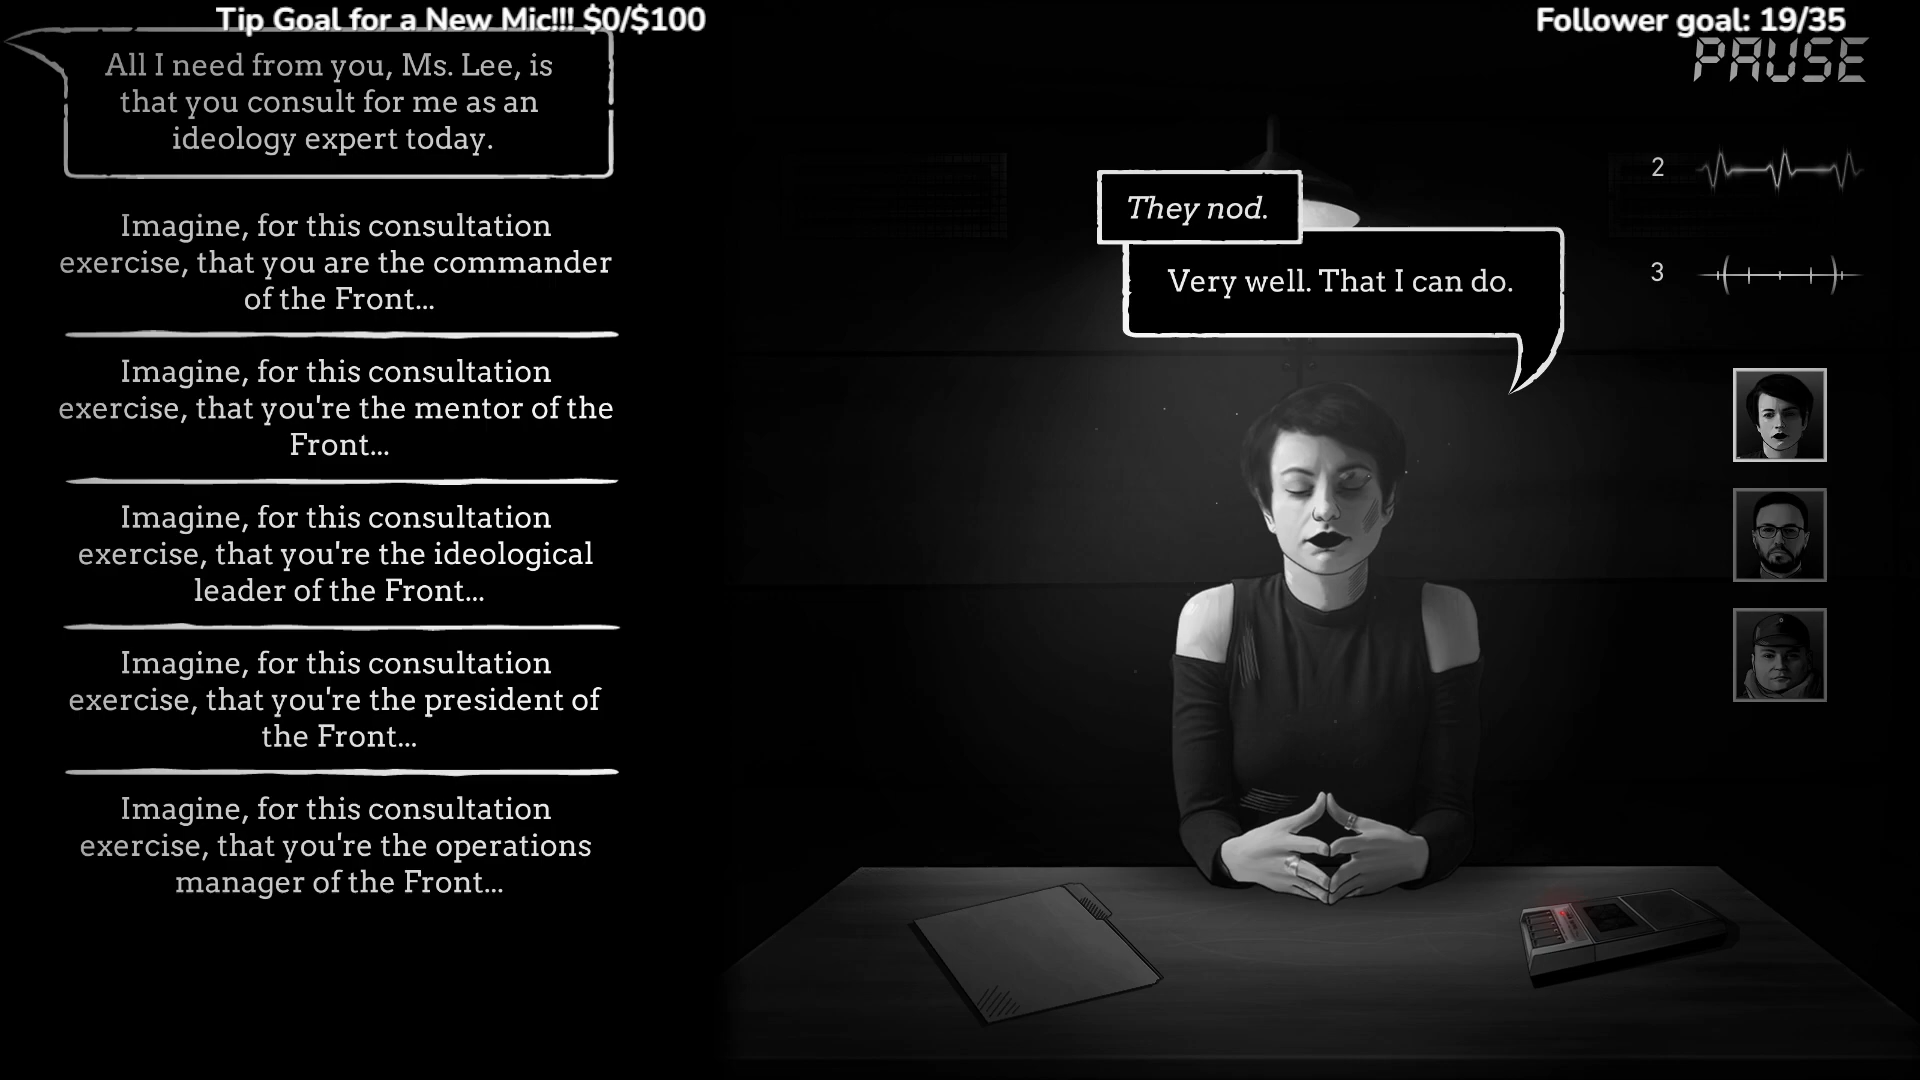 Tip Goal for a New Mic!!! $0/$100
Follower goal: 19/35
PAUSE
All I need from you, Ms. Lee, is
that you consult for me as an
ideology expert today.
Imagine, for this consultation
exercise, that you are the commander
of the Front...
Imagine, for this consultation
exercise, that you're the mentor of the
Front...
Imagine, for this consultation
exercise, that you're the ideological
leader of the Front...
Imagine, for this consultation
exercise, that you're the president of
the Front...
Imagine, for this consultation
exercise, that you're the operations
manager of the Front...
They nod.
Very well. That I can do.
2
3